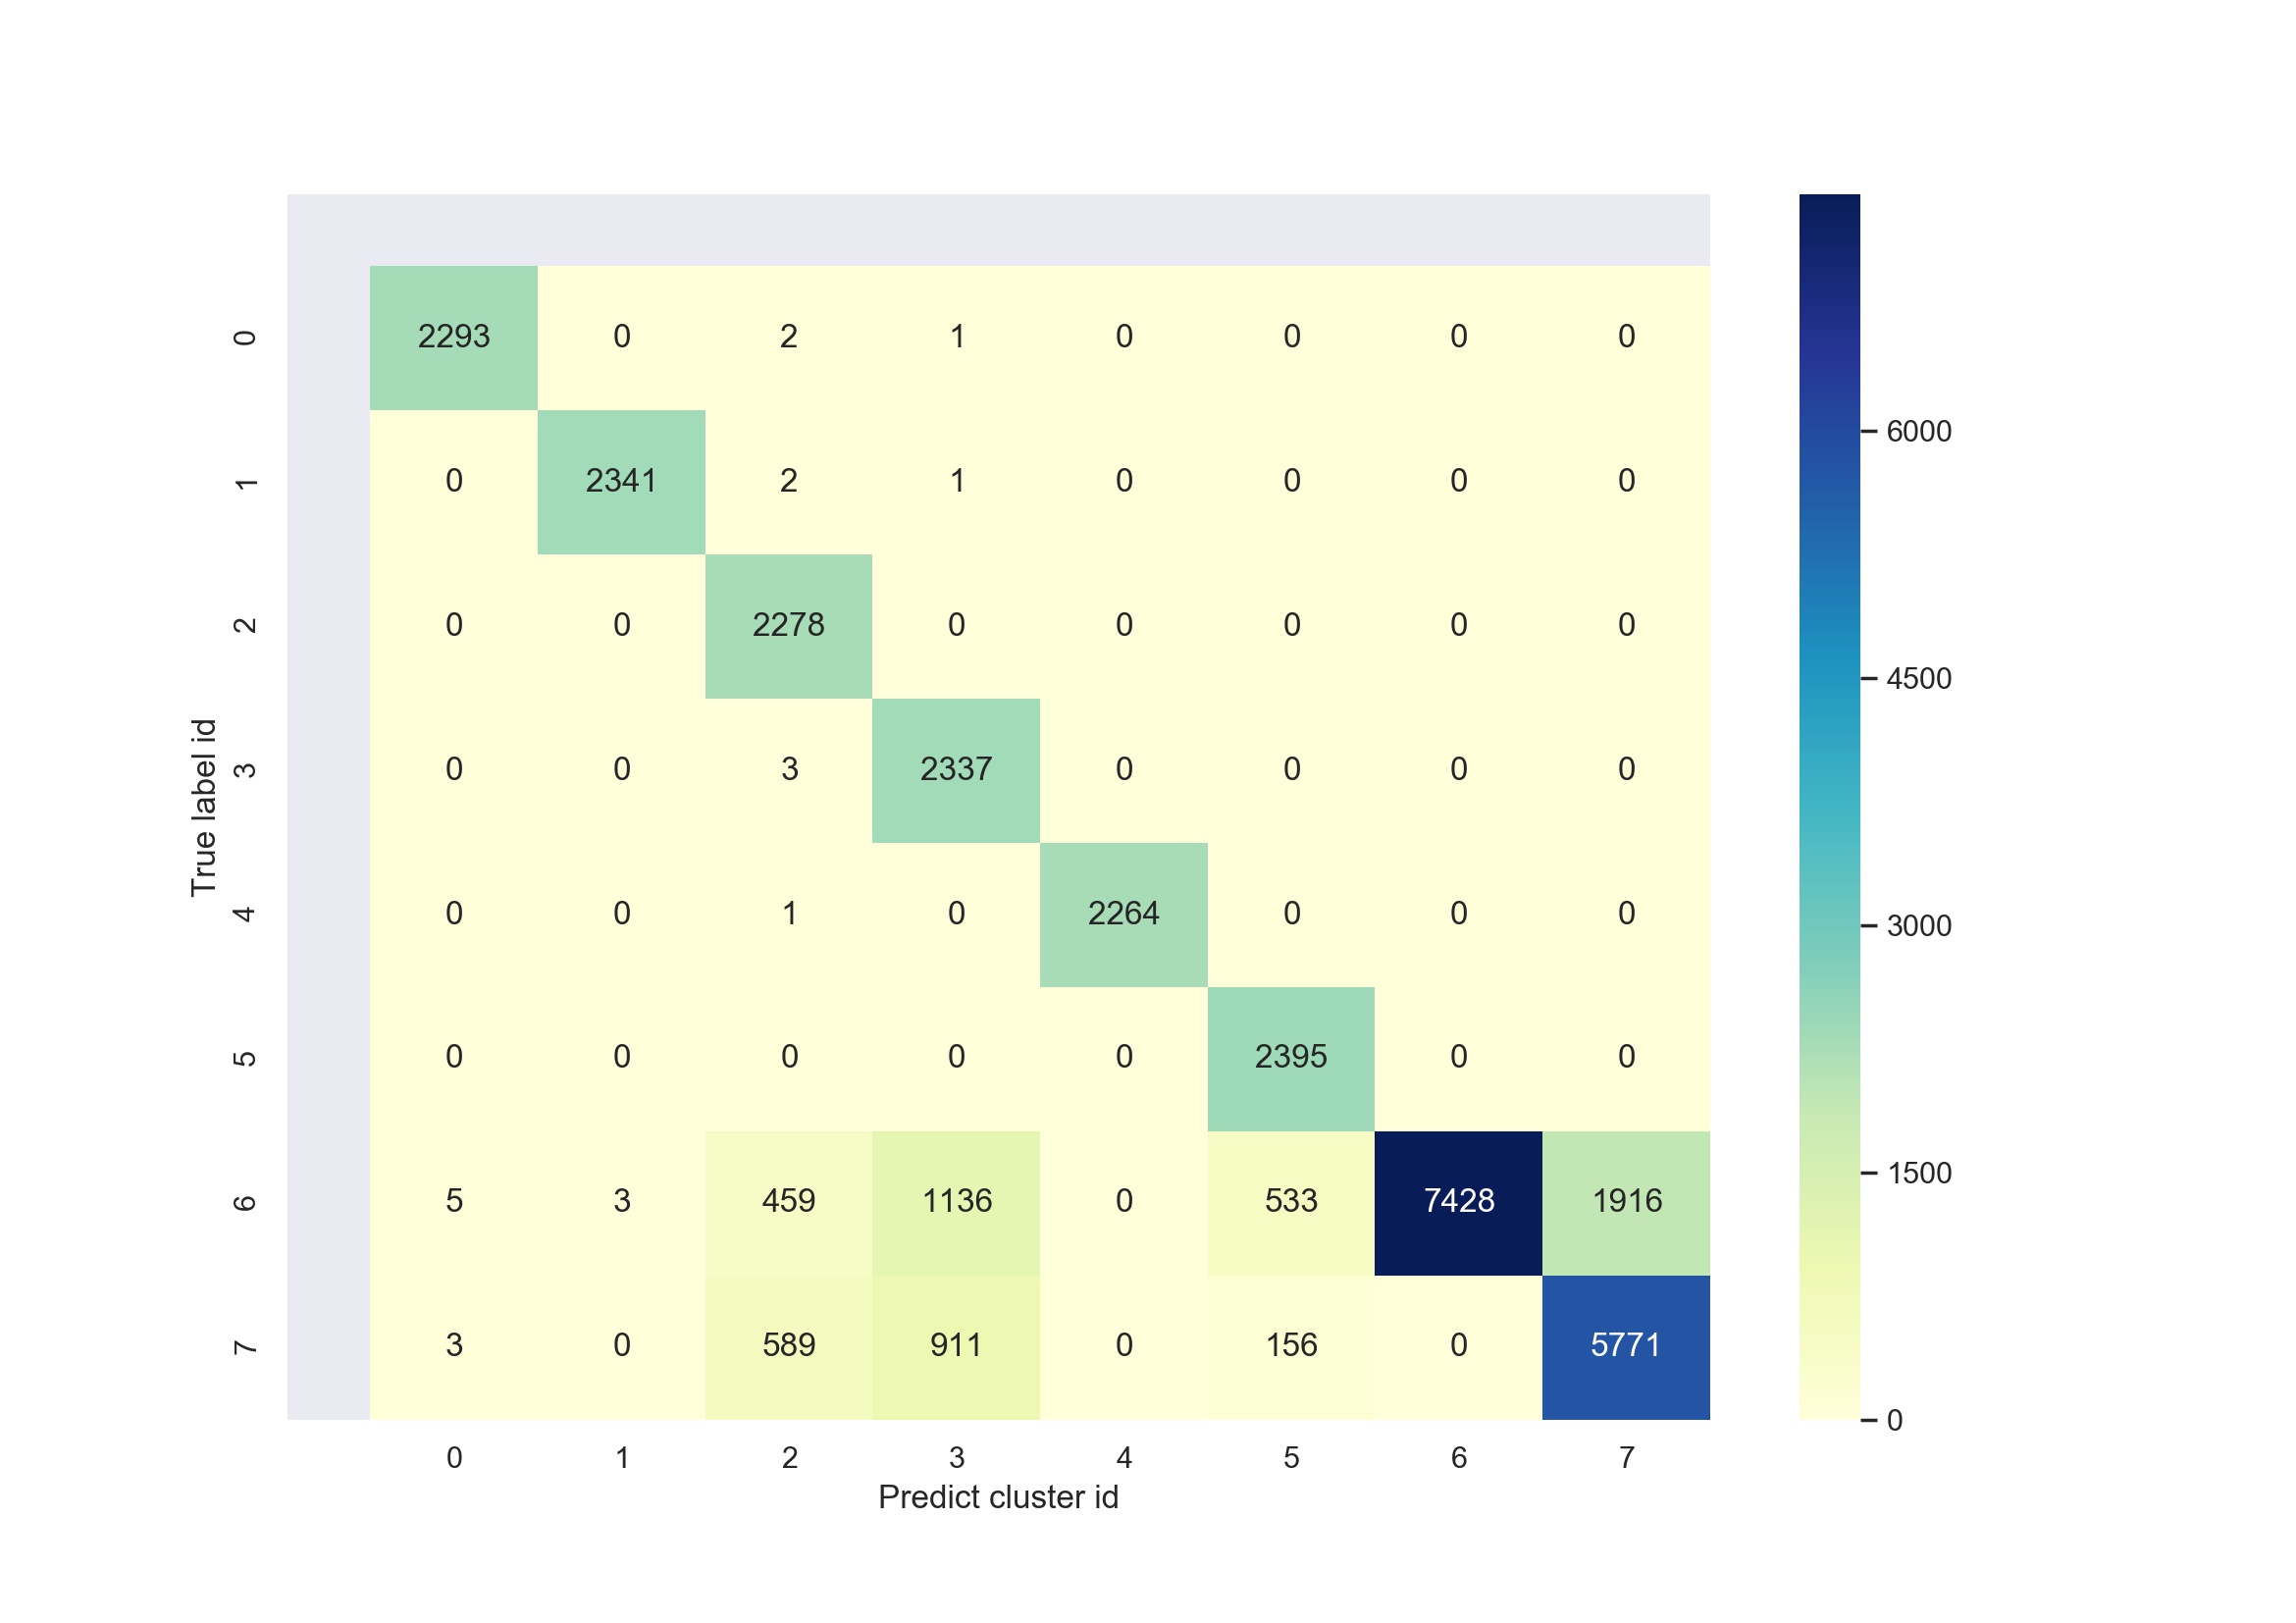 0 2293 0 2 1 0 0 0 0
1 0 2341 2 1 0 0 0 0
2 0 0 2278 0 0 0 0 0
3 0 0 3 2337 0 0 0 0
4 0 0 1 0 2264 0 0 0
5 0 0 0 0 0 2395 0 0
6 5 3 459 1136 0 533 7428 1916
7 3 0 589 911 0 156 0 5771
0 1 2 3 4 5 6 7
Predict cluster id
True label id
6000
4500
3000
1500
0